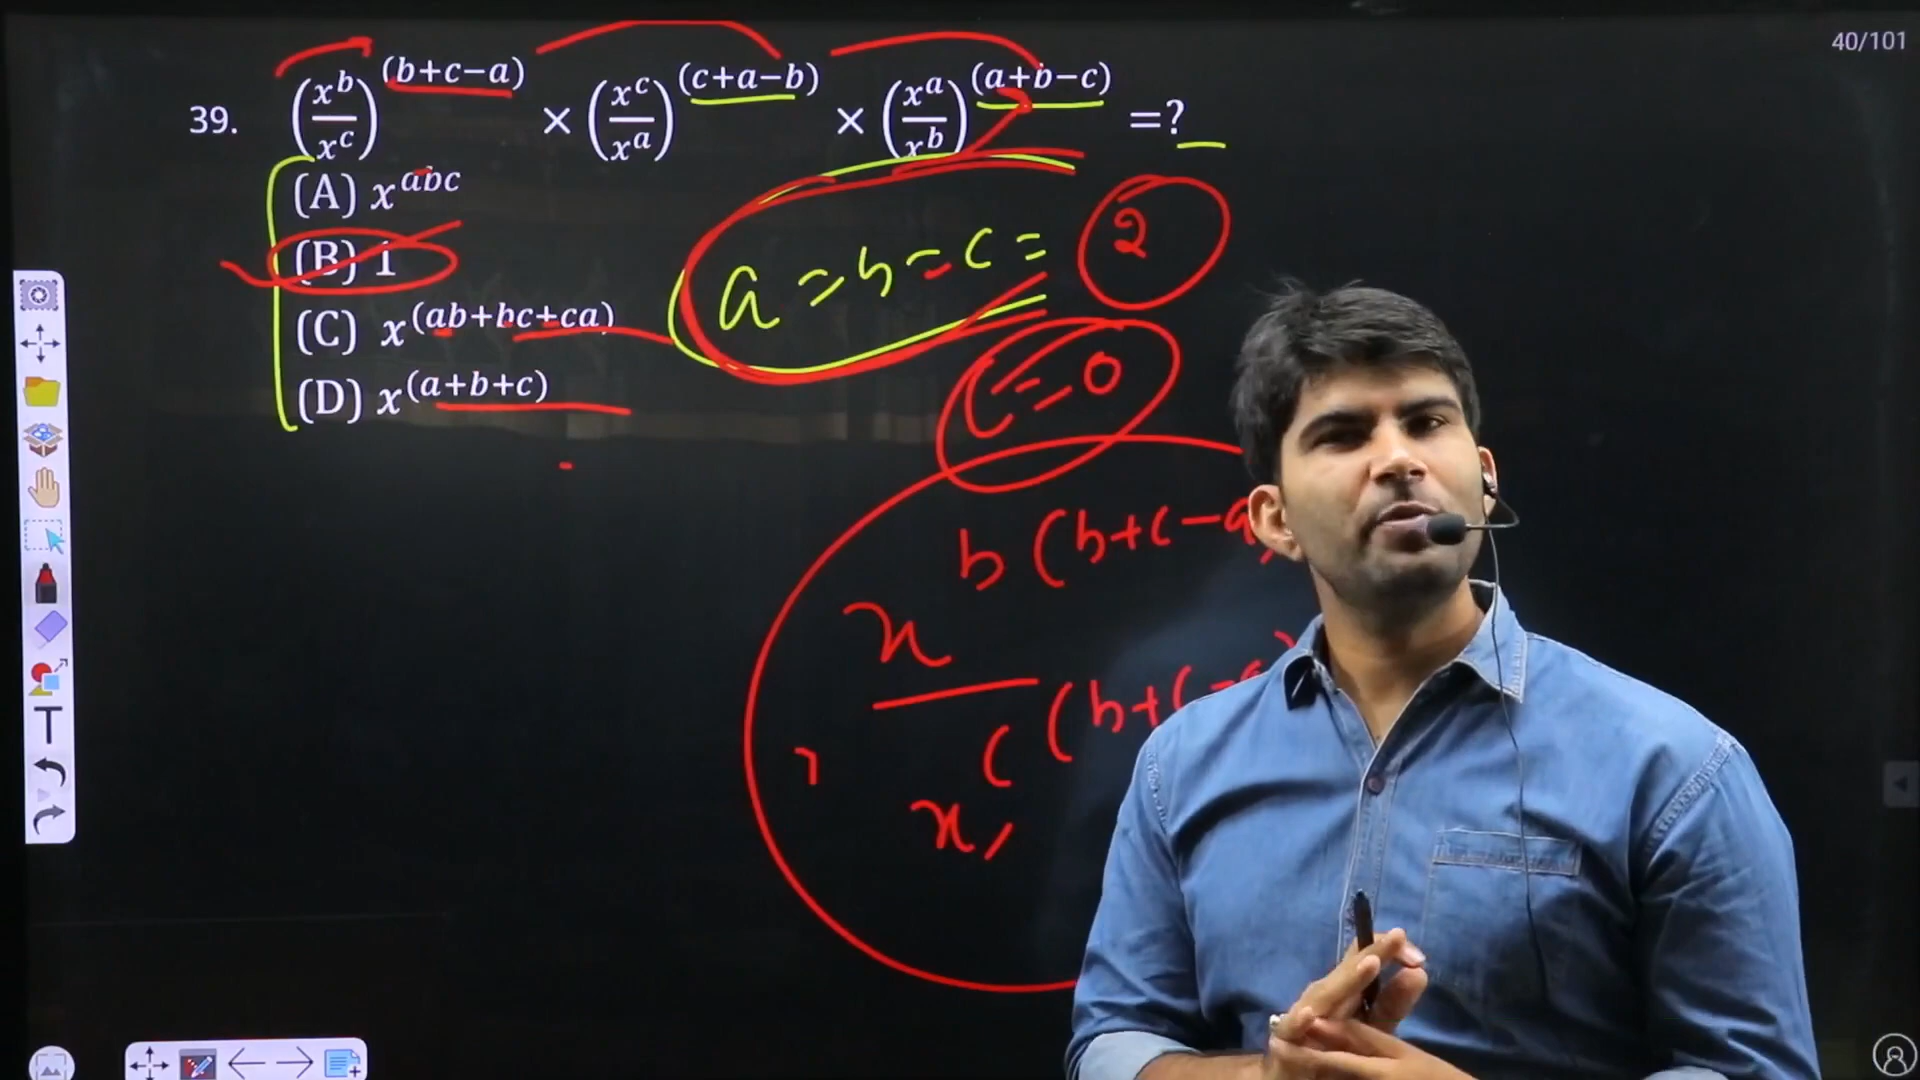 40/101
39. (x^b/x^c)^(b+c−a) × (x^c/x^a)^(c+a−b) × (x^a/x^b)^(a+b−c) =?
(A) x^abc
(B) 1
(C) x^(ab+bc+ca)
(D) x^(a+b+c)
a=b=c= 2
c=0
b(b+c−a)
x
c(b+c−a)
x
T